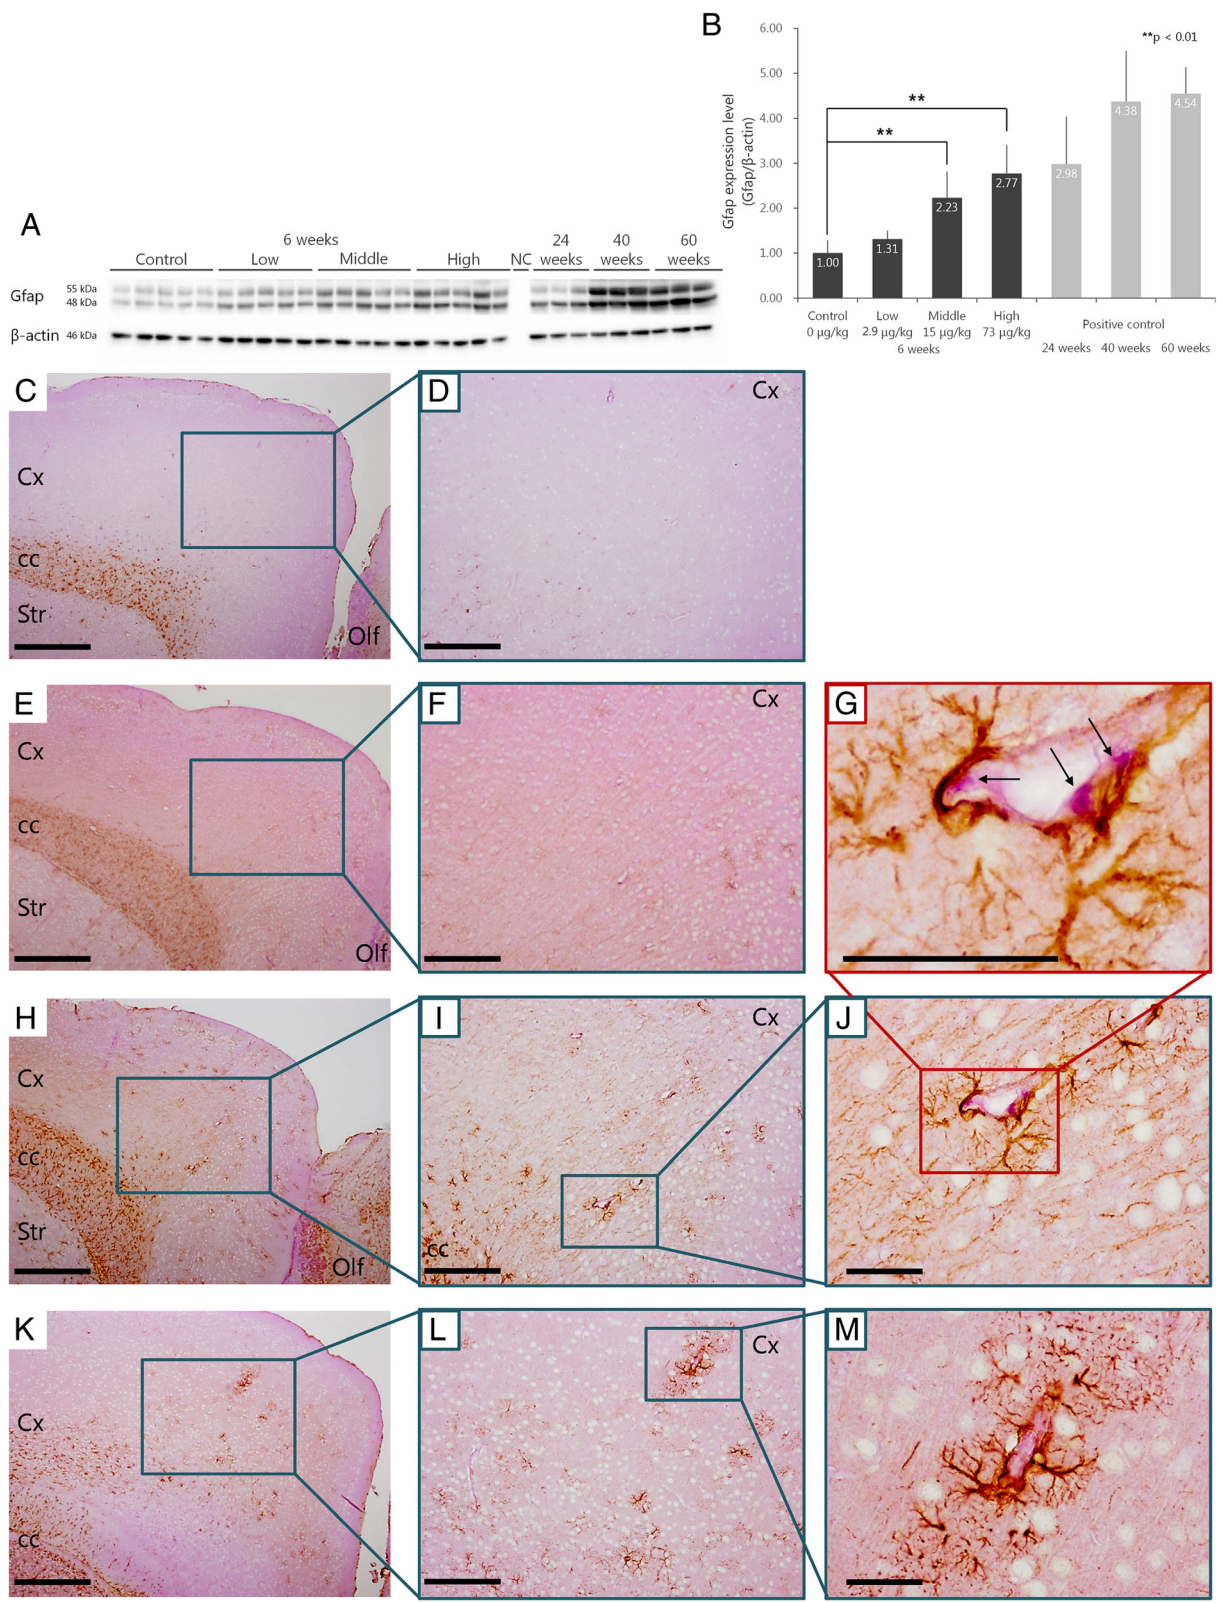 A
6 weeks
24 weeks
40 weeks
60 weeks
Control Low Middle High NC
Gfap
55 kDa
48 kDa
β-actin 46 kDa
B
Gfap expression level
(Gfap/β-actin)
6.00
5.00
4.00
3.00
2.00
1.00
0.00
**p < 0.01
**
**
1.00
1.31
2.23
2.77
2.98
4.38
4.54
Control Low Middle High
0 µg/kg 2.9 µg/kg 15 µg/kg 73 µg/kg
6 weeks
Positive control
24 weeks 40 weeks 60 weeks
C
Cx
cc
Str
Olf
D
Cx
E
Cx
cc
Str
Olf
F
Cx
G
H
Cx
cc
Str
Olf
I
Cx
cc
J
K
Cx
cc
L
Cx
M